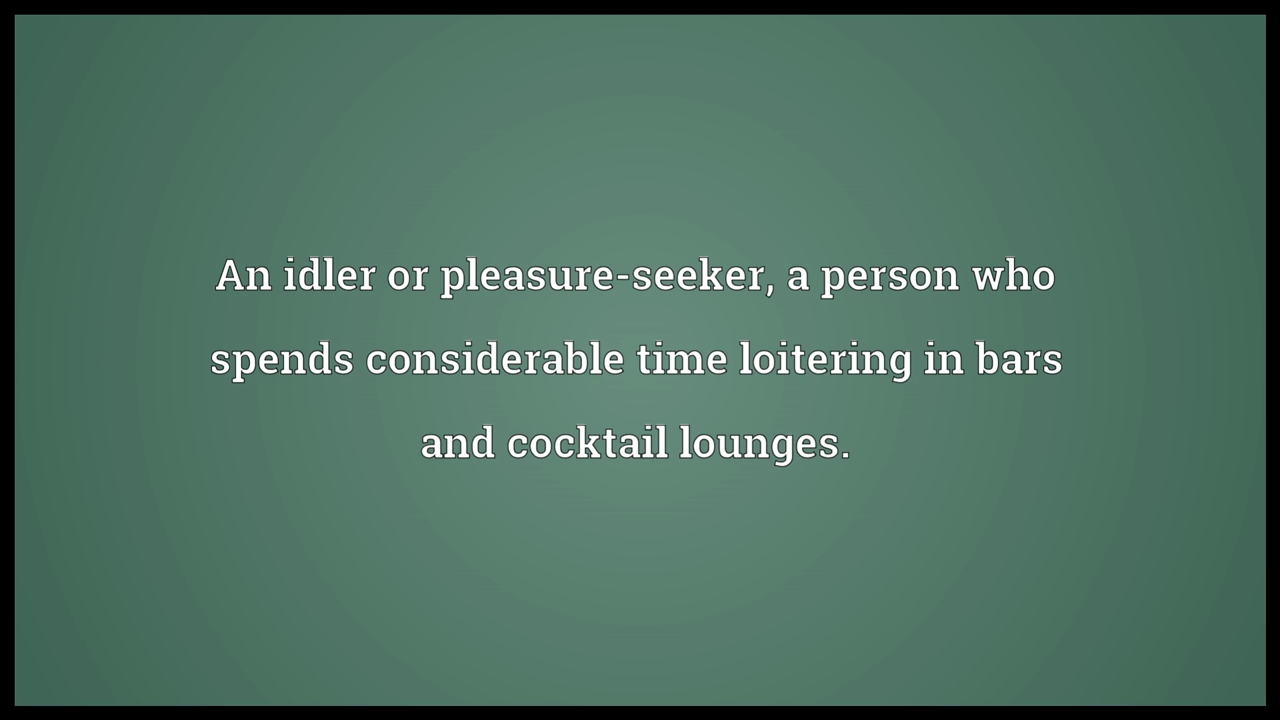 An idler or pleasure-seeker, a person who
spends considerable time loitering in bars
and cocktail lounges.